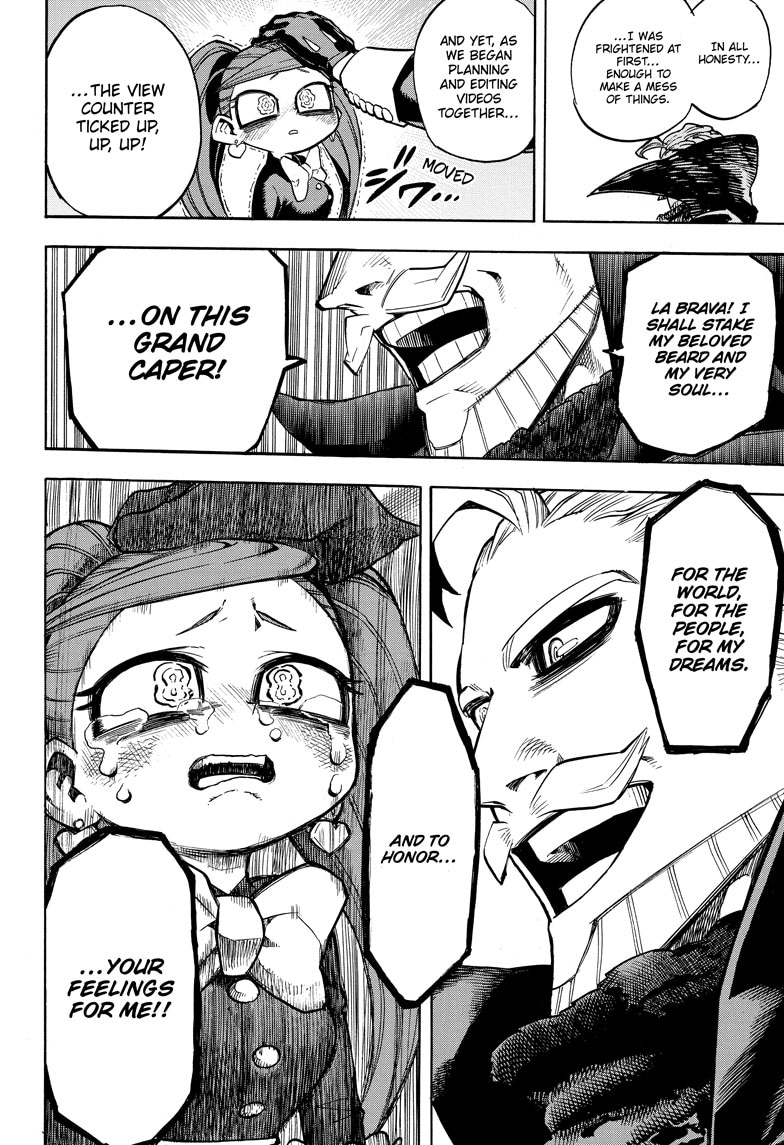 IN ALL
HONESTY...
...I WAS
FRIGHTENED AT
FIRST...
ENOUGH TO
MAKE A MESS
OF THINGS.
AND YET, AS
WE BEGAN
PLANNING
AND EDITING
VIDEOS
TOGETHER...
MOVED
ジワ...
...THE VIEW
COUNTER
TICKED UP,
UP, UP!
LA BRAVA! I
SHALL STAKE
MY BELOVED
BEARD AND
MY VERY
SOUL...
...ON THIS
GRAND
CAPER!
FOR THE
WORLD,
FOR THE
PEOPLE,
FOR MY
DREAMS.
AND TO
HONOR...
...YOUR
FEELINGS
FOR ME!!